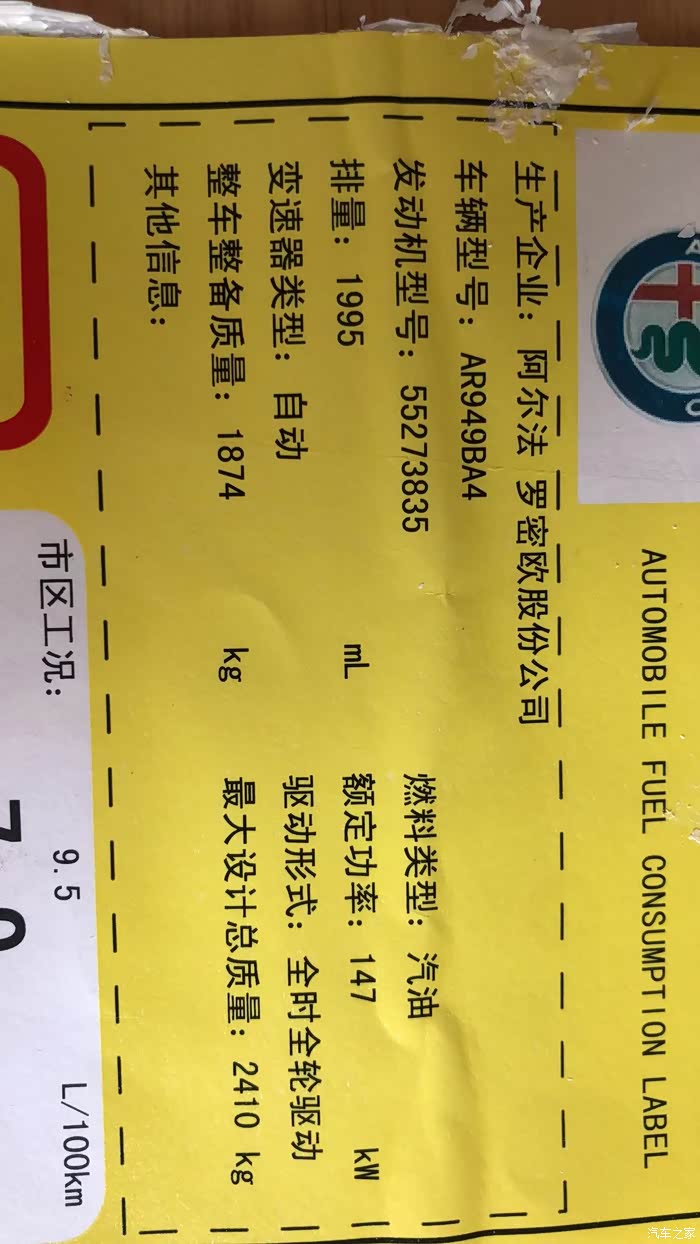 AUTOMOBILE FUEL CONSUMPTION LABEL
生产企业: 阿尔法 罗密欧股份公司
车辆型号: AR949BA4
发动机型号: 55273835 燃料类型: 汽油
排量: 1995 mL 额定功率: 147 kW
变速器类型: 自动 驱动形式: 全时全轮驱动
整车整备质量: 1874 kg 最大设计总质量: 2410 kg
其他信息:
市区工况: 9.5 L/100km
汽车之家